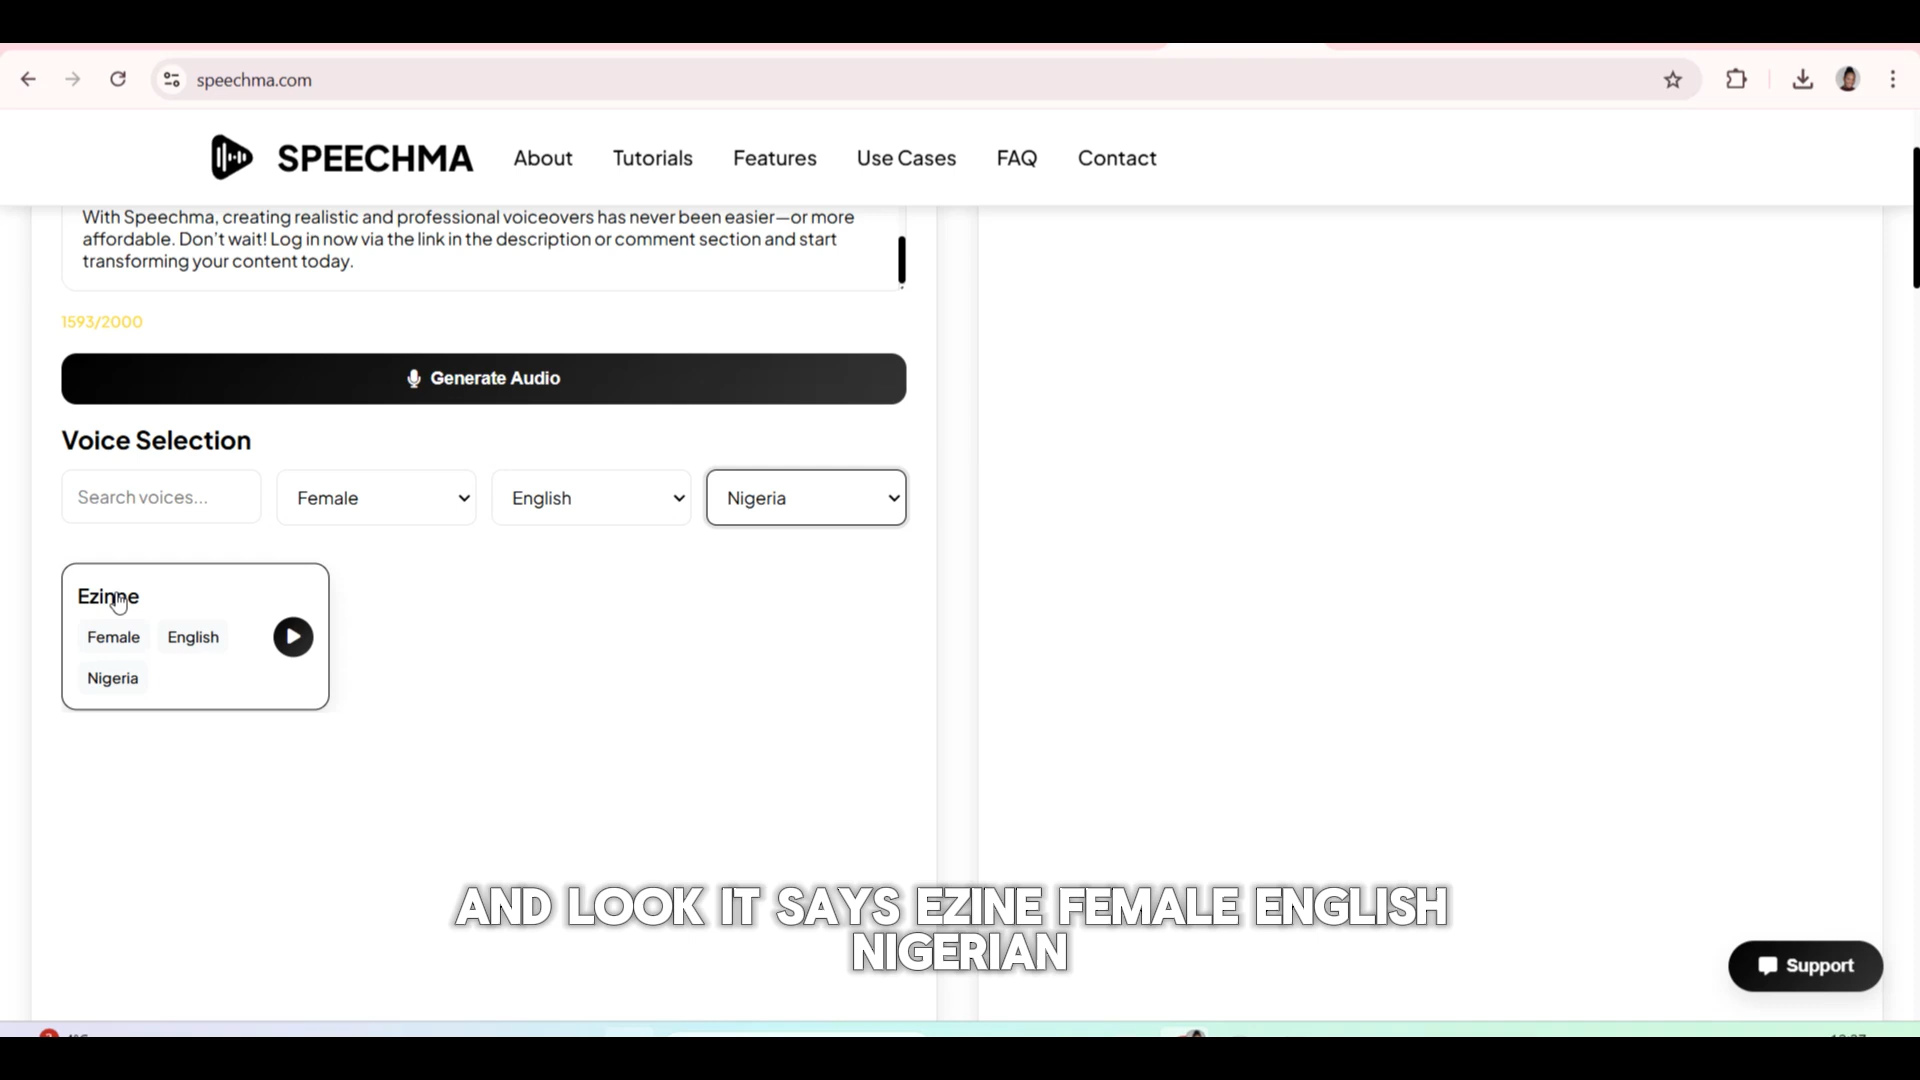 speechma.com
SPEECHMA
About
Tutorials
Features
Use Cases
FAQ
Contact
With Speechma, creating realistic and professional voiceovers has never been easier—or more
affordable. Don't wait! Log in now via the link in the description or comment section and start
transforming your content today.
1593/2000
Generate Audio
Voice Selection
Search voices...
Female
English
Nigeria
Female
English
Nigeria
AND LOOK IT SAYS EZINE FEMALE ENGLISH
NIGERIAN
Support